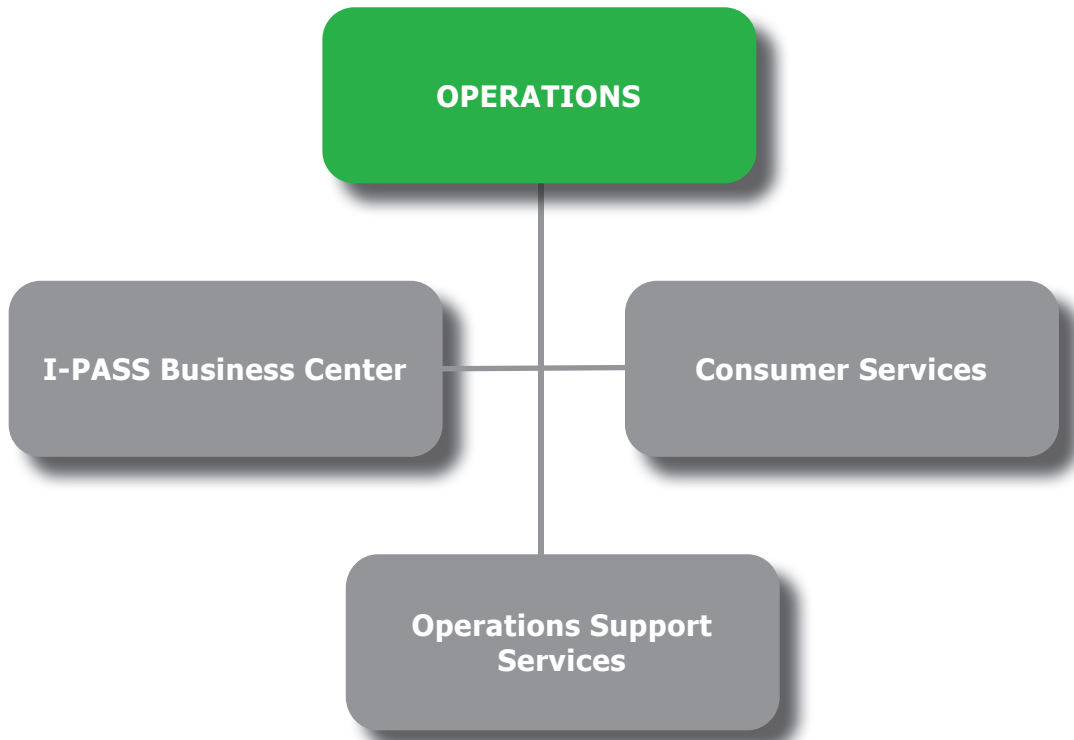 OPERATIONS
I-PASS Business Center
Consumer Services
Operations Support
Services